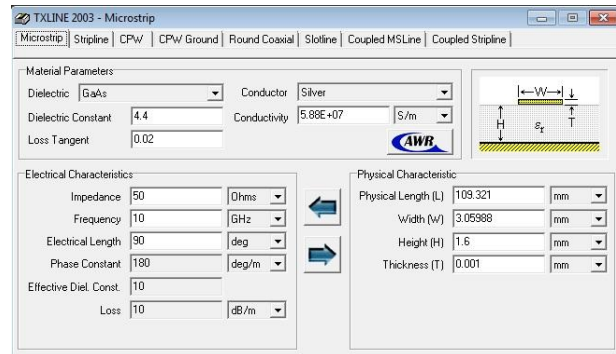 TXLINE 2003 - Microstrip
Microstrip Stripline CPW CPW Ground Round Coaxial Slotline Coupled MSLine Coupled Stripline
Material Parameters
Dielectric GaAs Conductor Silver
Dielectric Constant 4.4 Conductivity 5.88E+07 S/m
Loss Tangent 0.02 AWR
W
H εr T
Electrical Characteristics
Impedance 50 Ohms
Frequency 10 GHz
Electrical Length 90 deg
Phase Constant 180 deg/m
Effective Diel. Const. 10
Loss 10 dB/m
Physical Characteristic
Physical Length (L) 109.321 mm
Width (W) 3.05988 mm
Height (H) 1.6 mm
Thickness (T) 0.001 mm